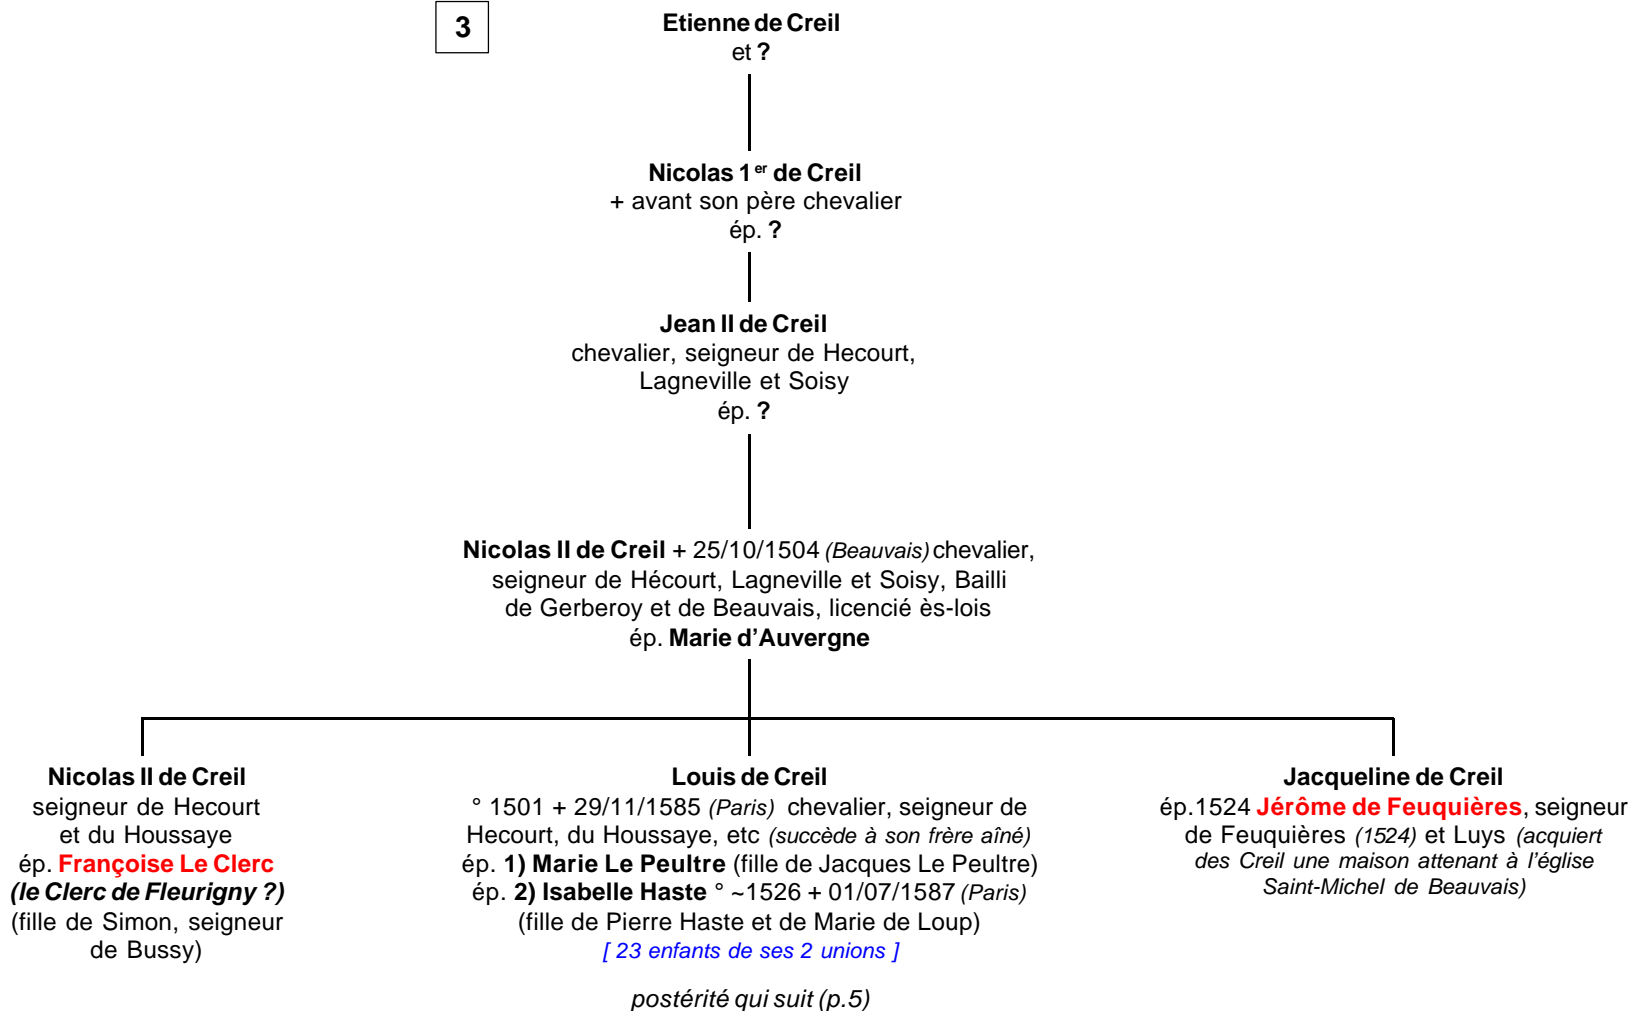 3
Etienne de Creil
et ?
Nicolas 1er de Creil
+ avant son père chevalier
ép. ?
Jean II de Creil
chevalier, seigneur de Hecourt,
Lagneville et Soisy
ép. ?
Nicolas II de Creil + 25/10/1504 (Beauvais) chevalier,
seigneur de Hécourt, Lagneville et Soisy, Bailli
de Gerberoy et de Beauvais, licencié ès-lois
ép. Marie d'Auvergne
Nicolas II de Creil
seigneur de Hecourt
et du Houssaye
ép. Françoise Le Clerc
(le Clerc de Fleurigny ?)
(fille de Simon, seigneur
de Bussy)
Louis de Creil
° 1501 + 29/11/1585 (Paris) chevalier, seigneur de
Hecourt, du Houssaye, etc (succède à son frère aîné)
ép. 1) Marie Le Peultre (fille de Jacques Le Peultre)
ép. 2) Isabelle Haste ° ~1526 + 01/07/1587 (Paris)
(fille de Pierre Haste et de Marie de Loup)
[ 23 enfants de ses 2 unions ]
postérité qui suit (p.5)
Jacqueline de Creil
ép.1524 Jérôme de Feuquières, seigneur
de Feuquières (1524) et Luys (acquiert
des Creil une maison attenant à l'église
Saint-Michel de Beauvais)